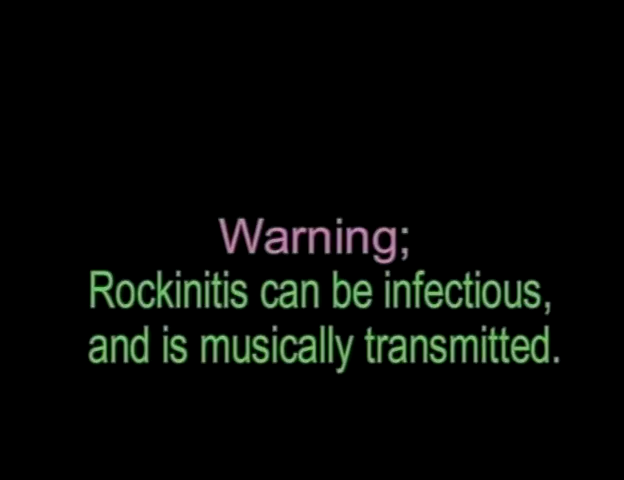 Warning;
Rockinitis can be infectious,
and is musically transmitted.